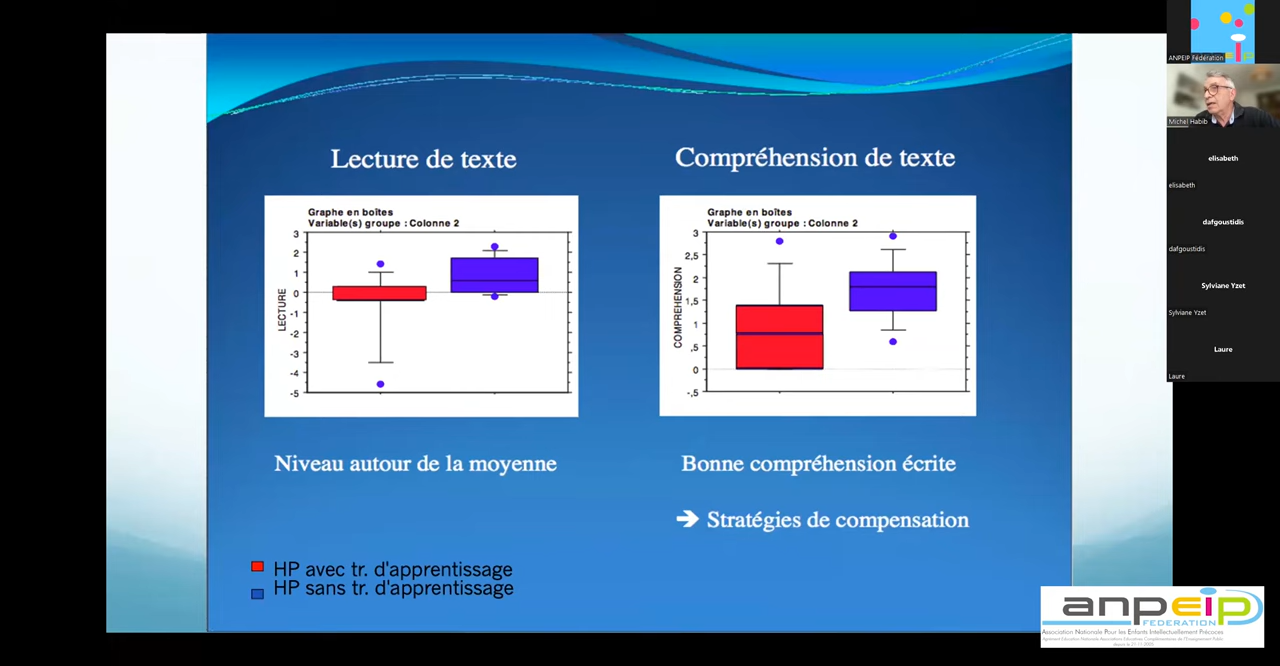 Lecture de texte
Graphe en boîtes
Variable(s) groupe : Colonne 2
3
2
1
0
-1
-2
-3
-4
-5
LECTURE
Niveau autour de la moyenne
Compréhension de texte
Graphe en boîtes
Variable(s) groupe : Colonne 2
3
2,5
2
1,5
1
,5
0
-,5
COMPREHENSION
Bonne compréhension écrite
➔ Stratégies de compensation
HP avec tr. d'apprentissage
HP sans tr. d'apprentissage
ANPEIP Fédération
Michel Habib
elisabeth
elisabeth
dafgoustidis
dafgoustidis
Sylviane Yzet
Sylviane Yzet
Laure
Laure
anpeip
FEDERATION
Association Nationale Pour les Enfants Intellectuellement Précoces